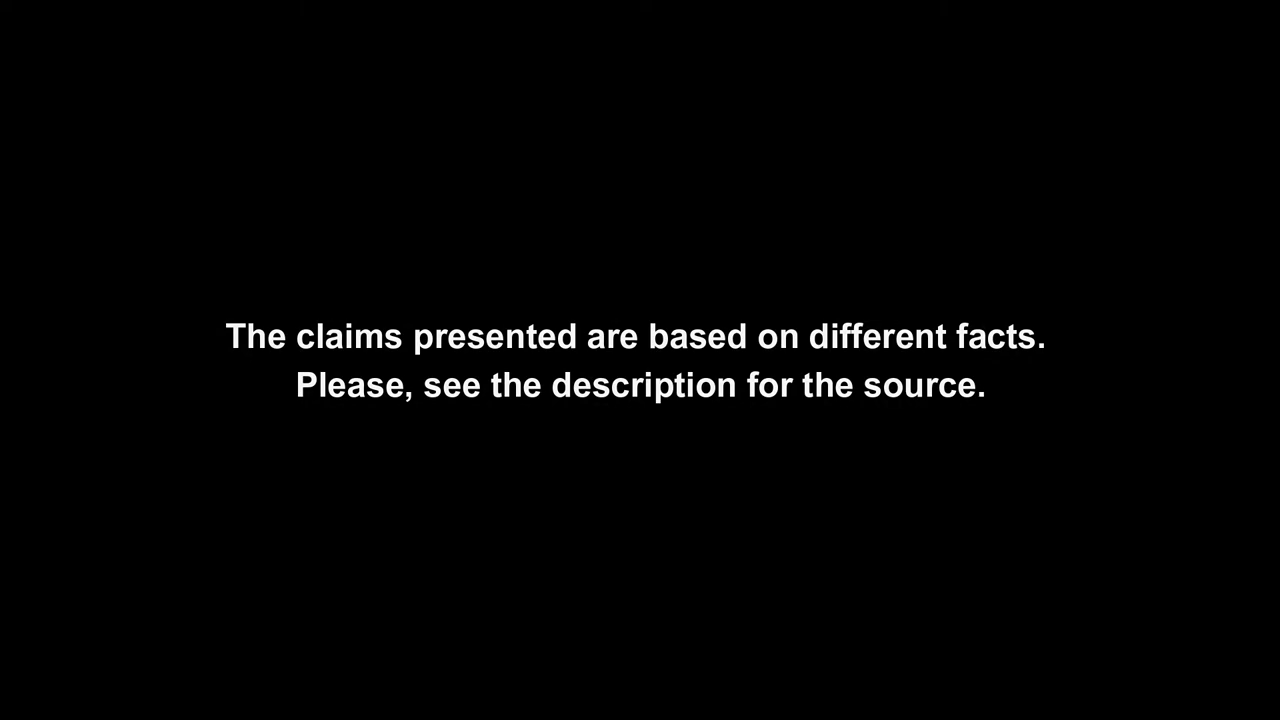 The claims presented are based on different facts.
Please, see the description for the source.